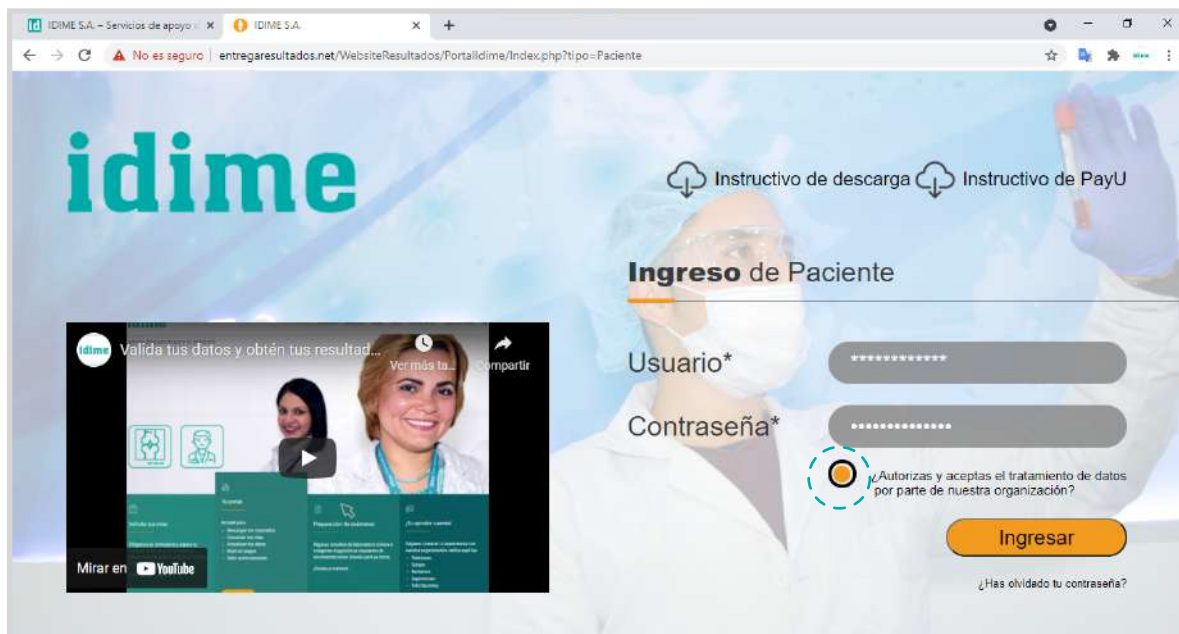 IDIME S.A. – Servicios de apoyo
IDIME S.A.
No es seguro
entregaresultados.net/WebsiteResultados/PortalIdime/Index.php?tipo=Paciente
idime
Instructivo de descarga
Instructivo de PayU
Ingreso de Paciente
idime
Valida tus datos y obtén tus resultad...
Ver más ta...
Compartir
Preparación de exámenes
Mirar en YouTube
Usuario*
************
Contraseña*
¿Autorizas y aceptas el tratamiento de datos
por parte de nuestra organización?
Ingresar
¿Has olvidado tu contraseña?